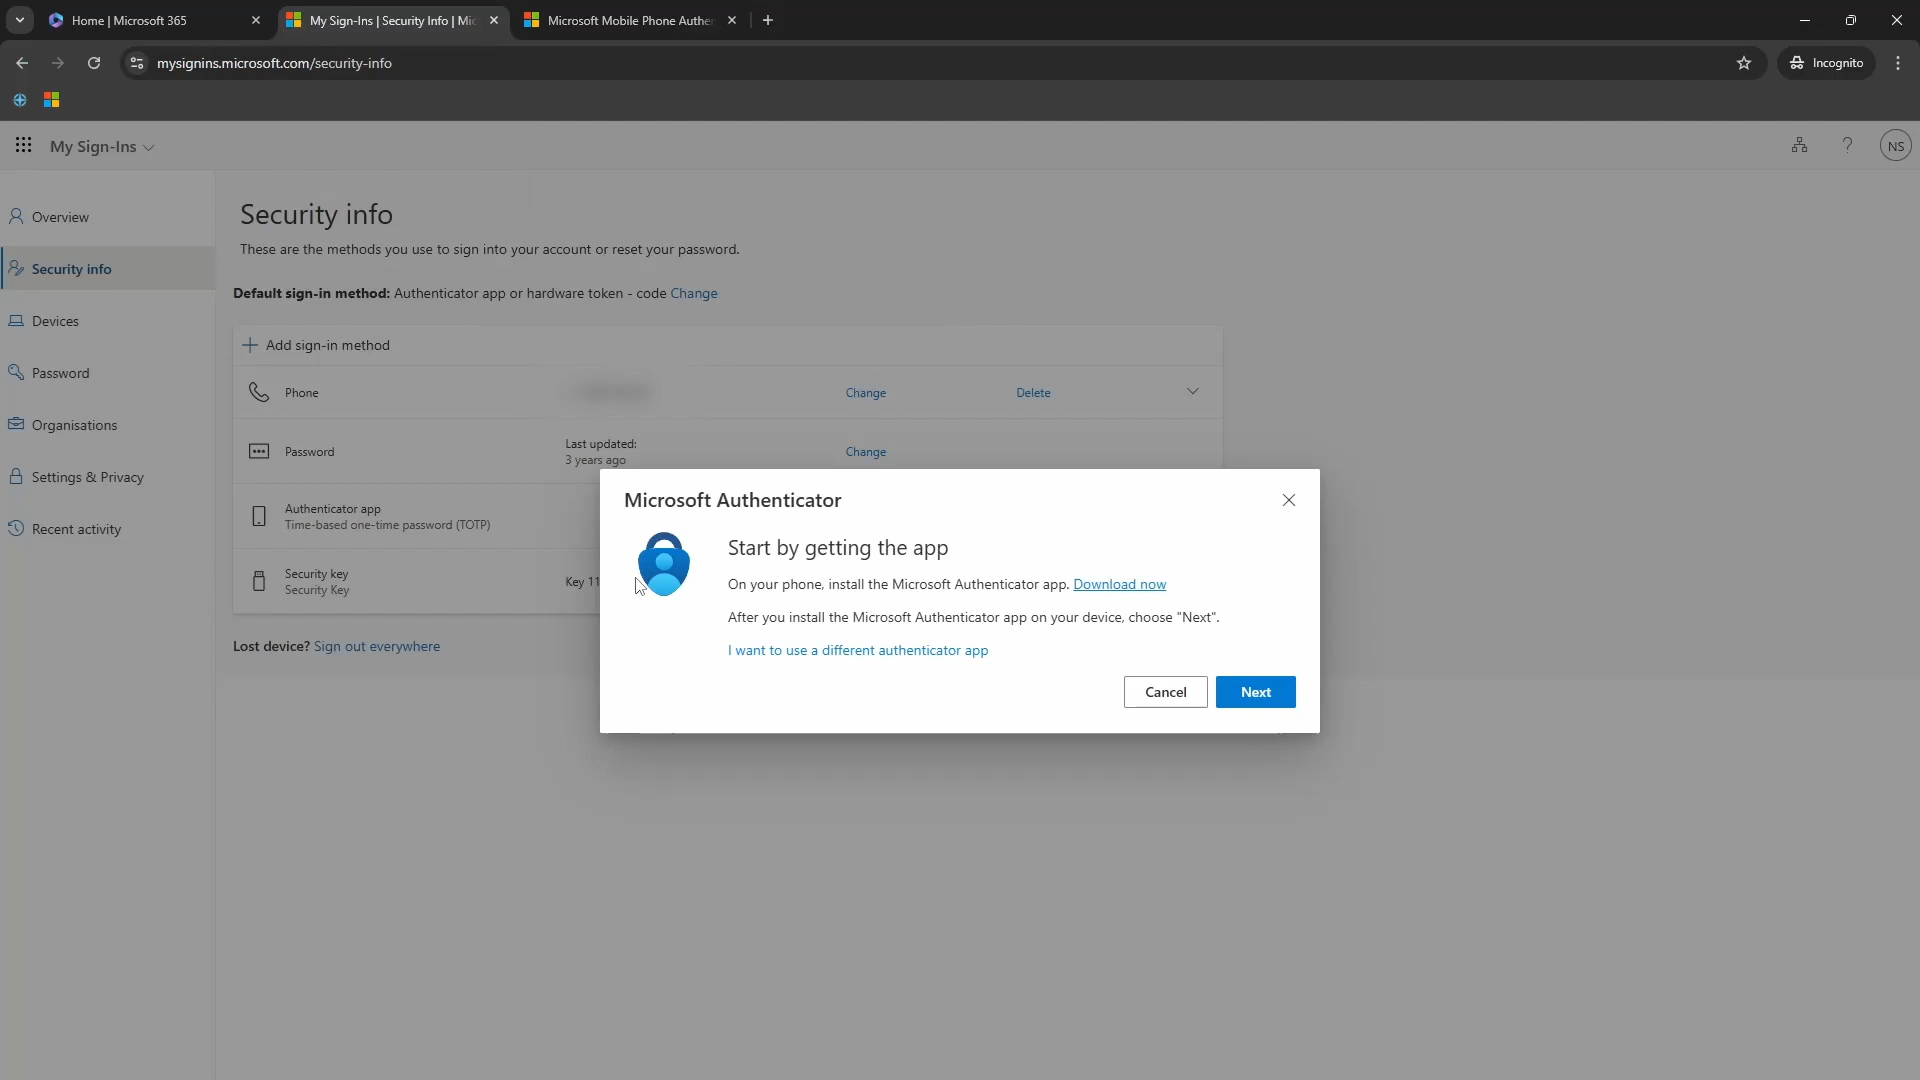 Home | Microsoft 365
My Sign-Ins | Security Info | Mic
Microsoft Mobile Phone Authen
mysignins.microsoft.com/security-info
Incognito
My Sign-Ins
NS
Overview
Security info
Devices
Password
Organisations
Settings & Privacy
Recent activity
Security info
These are the methods you use to sign into your account or reset your password.
Default sign-in method: Authenticator app or hardware token - code Change
Add sign-in method
Phone Change Delete
Password Last updated:
3 years ago Change
Authenticator app
Time-based one-time password (TOTP)
Security key
Security Key
Key 11
Lost device? Sign out everywhere
Microsoft Authenticator
Start by getting the app
On your phone, install the Microsoft Authenticator app. Download now
After you install the Microsoft Authenticator app on your device, choose "Next".
I want to use a different authenticator app
Cancel
Next